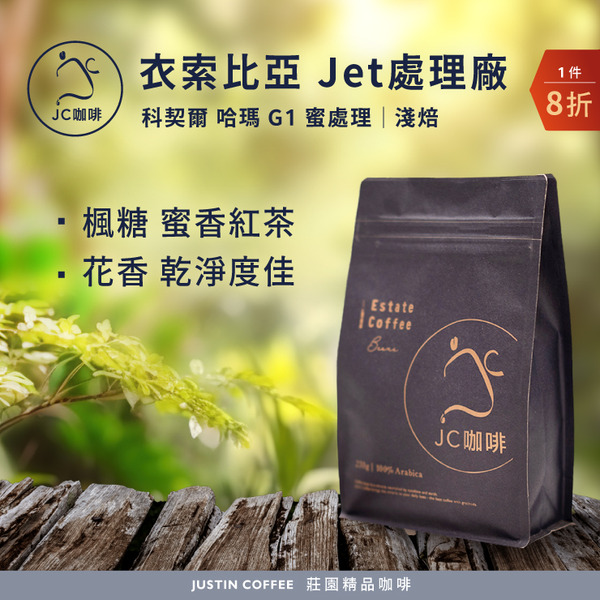 JC咖啡
衣索比亞 Jet處理廠
科契爾 哈瑪 G1 蜜處理｜淺焙
1件
8折
▪ 楓糖 蜜香紅茶
▪ 花香 乾淨度佳
Estate
Coffee
Beans
JC咖啡
100% Arabica
JUSTIN COFFEE 莊園精品咖啡